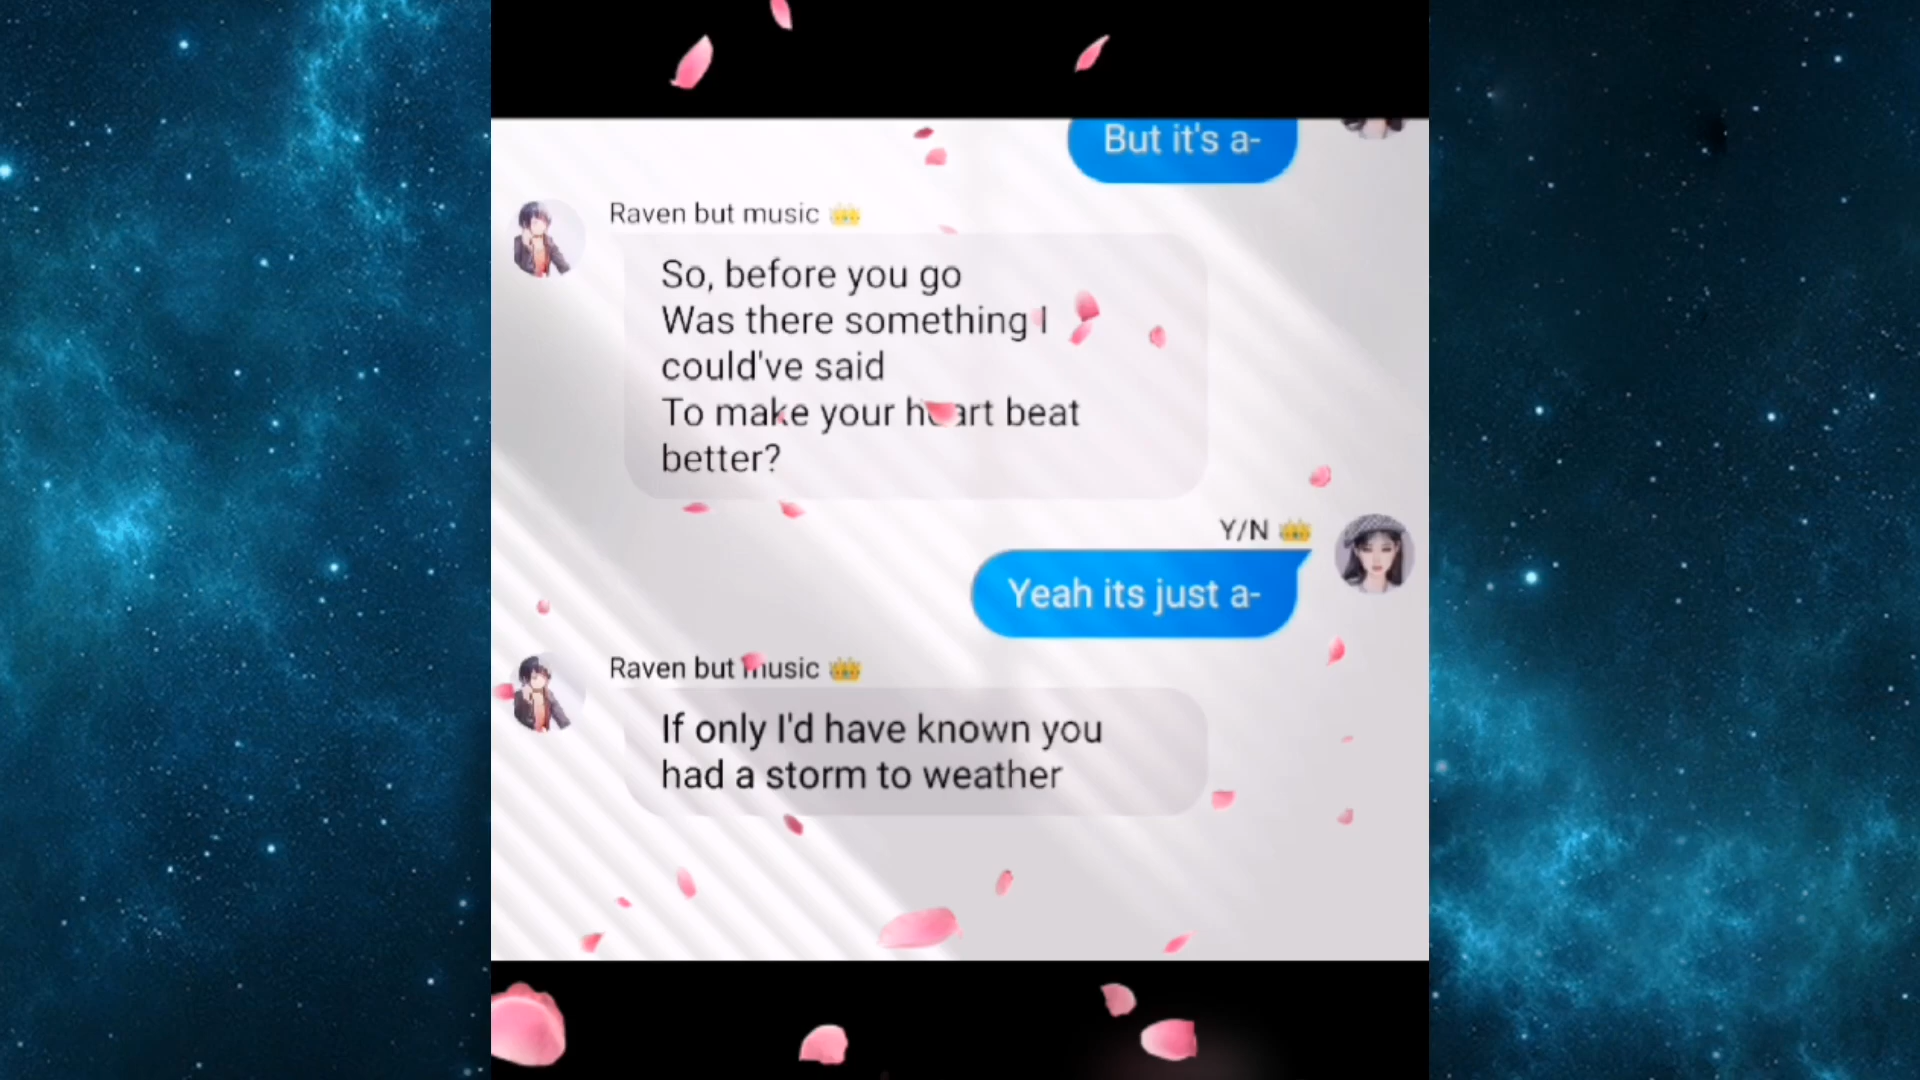 But it's a-
Raven but music 👑
So, before you go
Was there something I
could've said
To make your heart beat
better?
Y/N 👑
Yeah its just a-
Raven but music 👑
If only I'd have known you
had a storm to weather